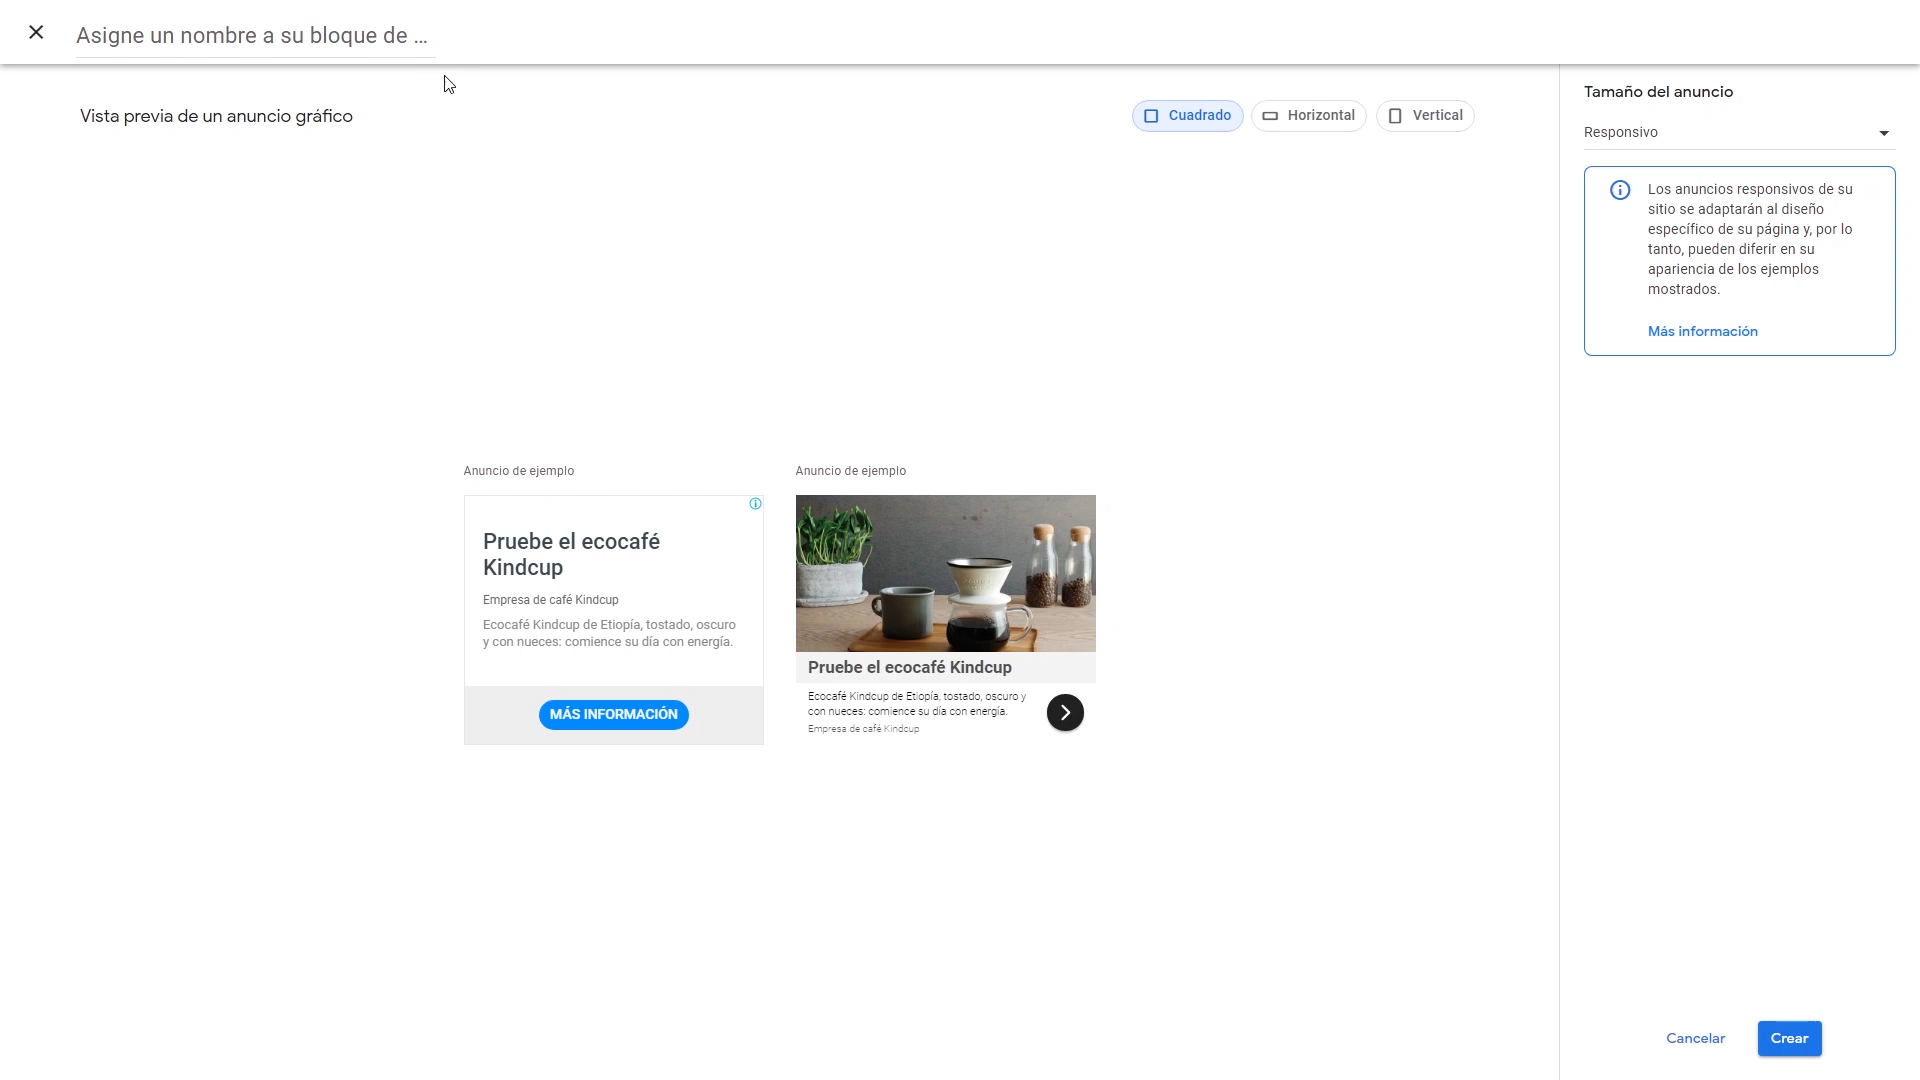 Asigne un nombre a su bloque de ...
Vista previa de un anuncio gráfico
Cuadrado
Horizontal
Vertical
Tamaño del anuncio
Responsivo
Los anuncios responsivos de su
sitio se adaptarán al diseño
específico de su página y, por lo
tanto, pueden diferir en su
apariencia de los ejemplos
mostrados.
Más información
Anuncio de ejemplo
Pruebe el ecocafé
Kindcup
Empresa de café Kindcup
Ecocafé Kindcup de Etiopía, tostado, oscuro
y con nueces: comience su día con energía.
MÁS INFORMACIÓN
Anuncio de ejemplo
Pruebe el ecocafé Kindcup
Ecocafé Kindcup de Etiopía, tostado, oscuro y
con nueces: comience su día con energía.
Empresa de café Kindcup
Cancelar
Crear